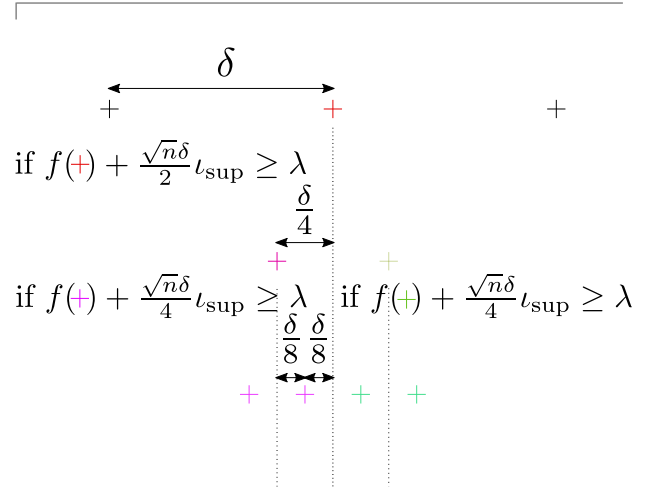 δ
+ + +
if f(+) + √nδ/2 ι_sup ≥ λ
δ/4
+ +
if f(+) + √nδ/4 ι_sup ≥ λ if f(+) + √nδ/4 ι_sup ≥ λ
δ/8 δ/8
+ + + +